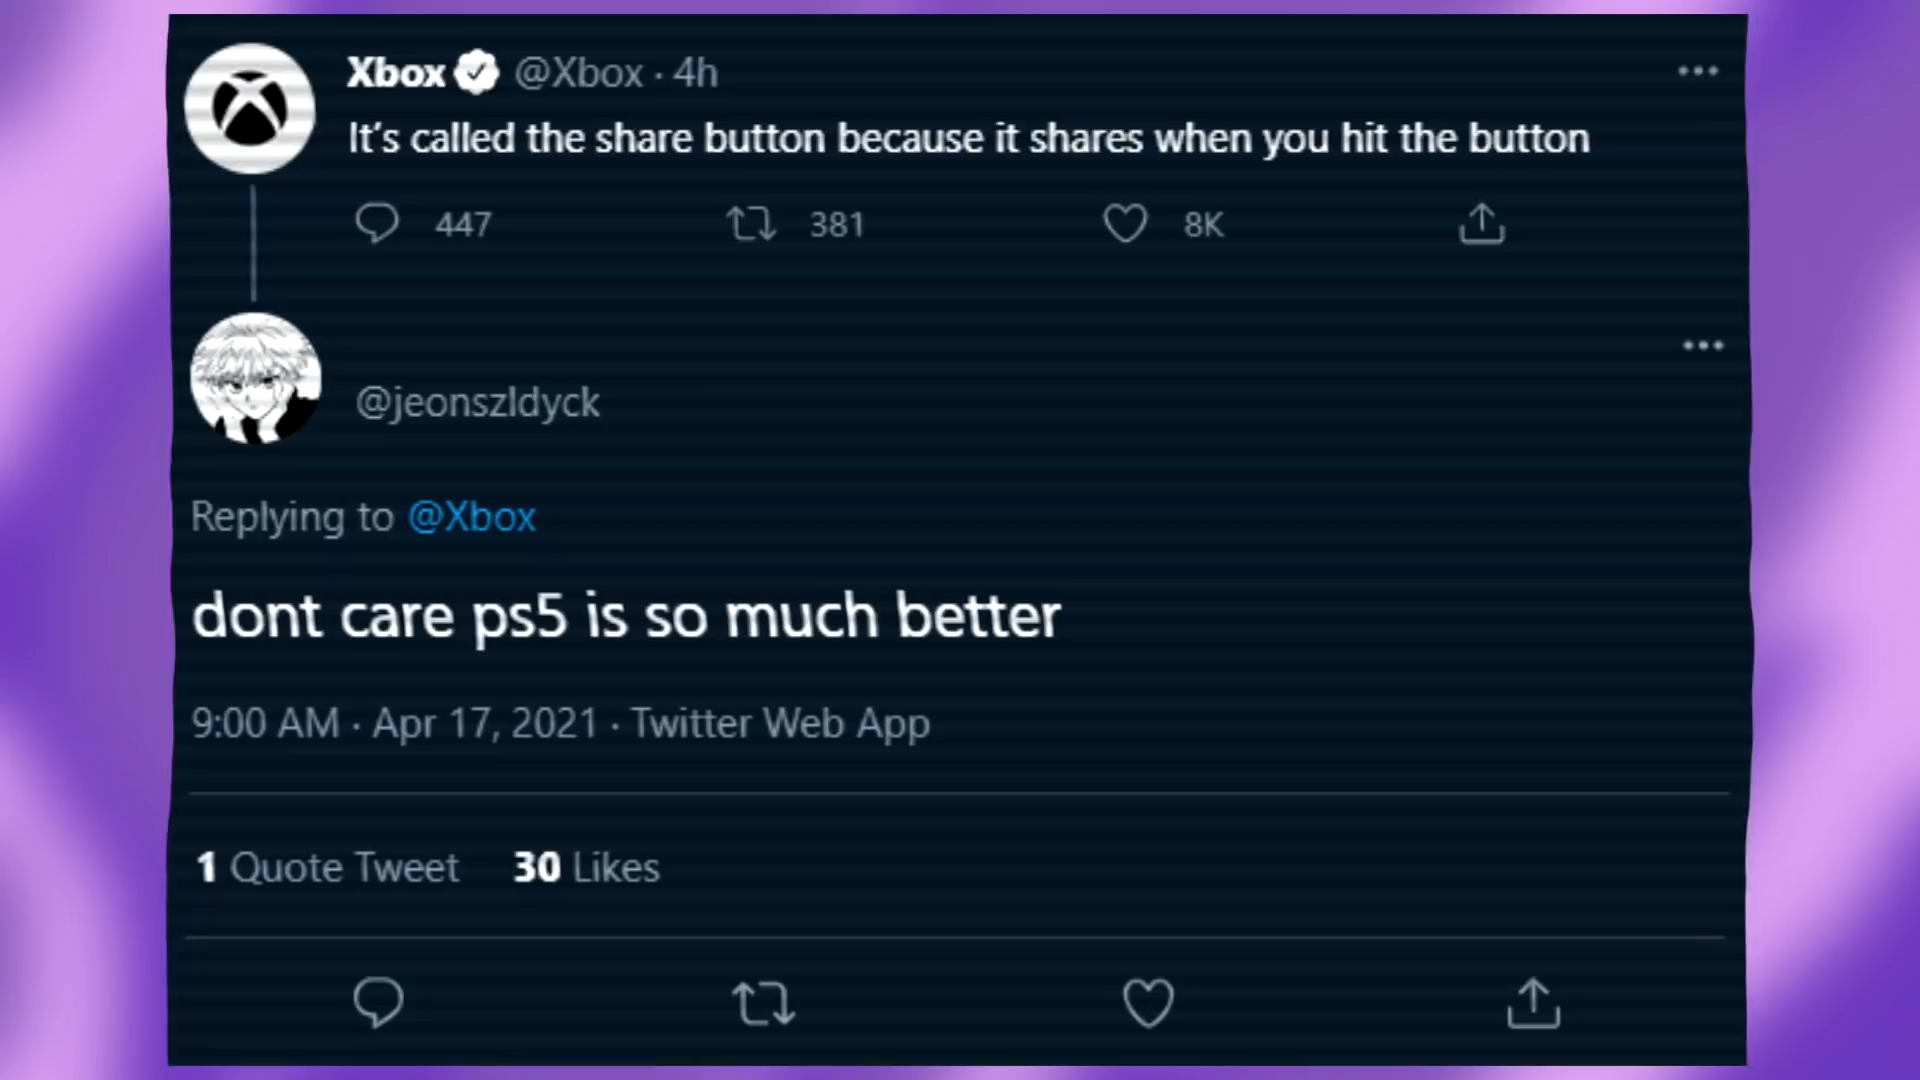 Xbox @Xbox · 4h
It's called the share button because it shares when you hit the button
447 381 8K
@jeonszldyck
Replying to @Xbox
dont care ps5 is so much better
9:00 AM · Apr 17, 2021 · Twitter Web App
1 Quote Tweet 30 Likes